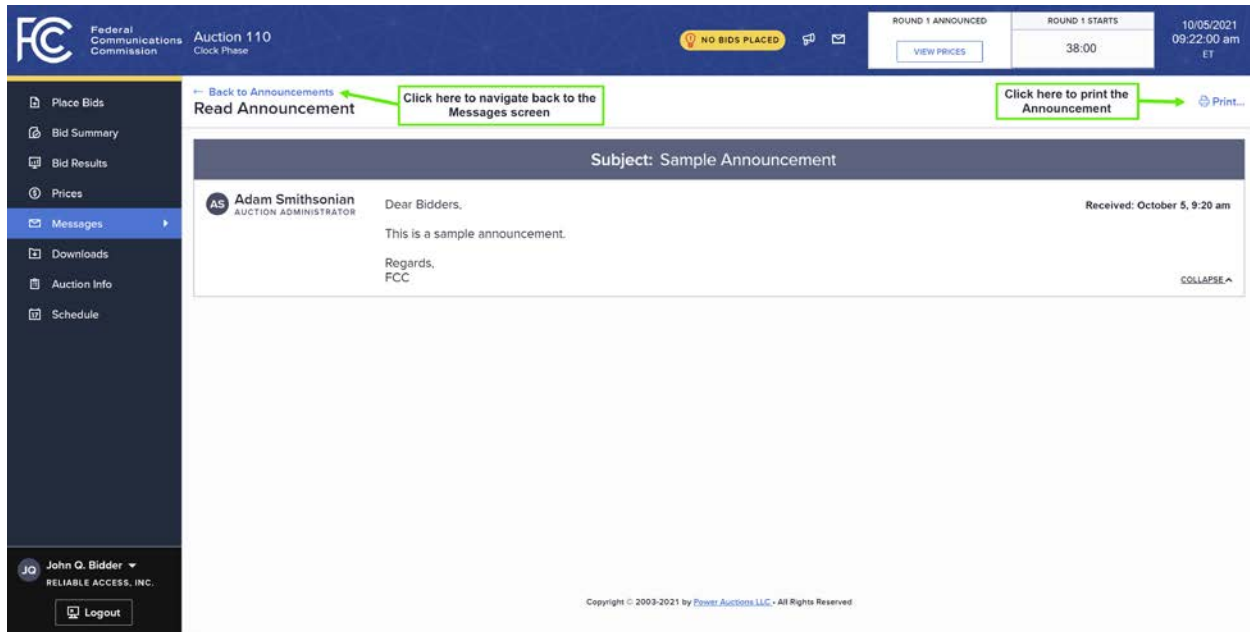 FCC
Federal
Communications
Commission
Auction 110
Clock Phase
NO BIDS PLACED
ROUND 1 ANNOUNCED
VIEW PRICES
ROUND 1 STARTS
38:00
10/05/2021
09:22:00 am
ET
Place Bids
Bid Summary
Bid Results
Prices
Messages
Downloads
Auction Info
17
Schedule
← Back to Announcements
Read Announcement
Click here to navigate back to the
Messages screen
Click here to print the
Announcement
Print...
Subject: Sample Announcement
AS
Adam Smithsonian
AUCTION ADMINISTRATOR
Dear Bidders,
This is a sample announcement.
Regards,
FCC
Received: October 5, 9:20 am
COLLAPSE
JQ
John Q. Bidder
RELIABLE ACCESS, INC.
Logout
Copyright © 2003-2021 by Power Auctions LLC - All Rights Reserved